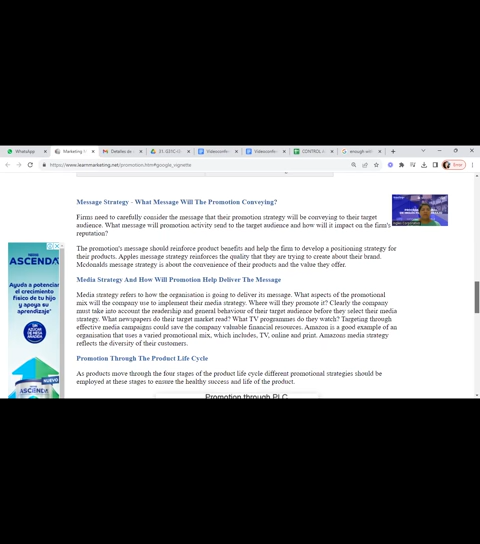 WhatsApp
Marketing
Detalles de
31. GS1C-O
Videoconfe
Videoconfe
CONTROL
enough
https://www.learnmarketing.net/promotion.htm#google_vignette
Error
Message Strategy - What Message Will The Promotion Conveying?
Firms need to carefully consider the message that their promotion strategy will be conveying to their target
audience. What message will promotion activity send to the target audience and how will it impact on the firm's
reputation?
The promotion's message should reinforce product benefits and help the firm to develop a positioning strategy for
their products. Apples message strategy reinforces the quality that they are trying to create about their brand.
Mcdonalds message strategy is about the convenience of their products and the value they offer.
Media Strategy And How Will Promotion Help Deliver The Message
Media strategy refers to how the organisation is going to deliver its message. What aspects of the promotional
mix will the company use to implement their media strategy. Where will they promote it? Clearly the company
must take into account the readership and general behaviour of their target audience before they select their media
strategy. What newspapers do their target market read? What TV programmes do they watch? Targeting through
effective media campaigns could save the company valuable financial resources. Amazon is a good example of an
organisation that uses a varied promotional mix, which includes, TV, online and print. Amazons media strategy
reflects the diversity of their customers.
Promotion Through The Product Life Cycle
As products move through the four stages of the product life cycle different promotional strategies should be
employed at these stages to ensure the healthy success and life of the product.
Promotion through PLC
ASCENDA
Ayuda a potenciar
el crecimiento
físico de tu hijo
y apoya su
aprendizaje*
SIN
AZÚCAR
DE MESA
AÑADIDA
NUEVO
ASCENDA